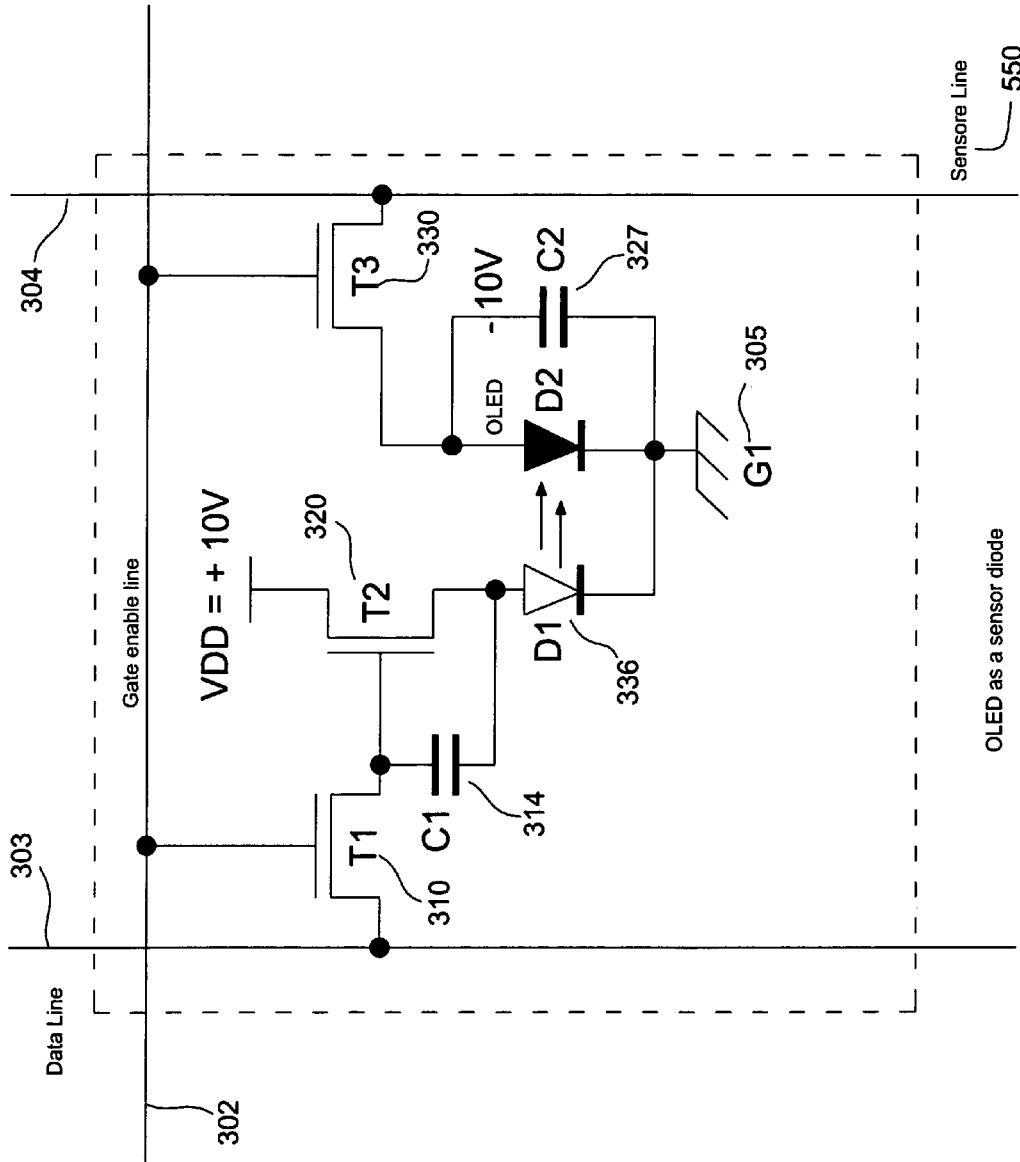 304
Gate enable line
303
Data Line
302
VDD = + 10V
320
T2
T3
330
T1
310
C1
314
OLED
- 10V
D1
336
D2
C2
327
G1
305
Sensore Line
550
OLED as a sensor diode